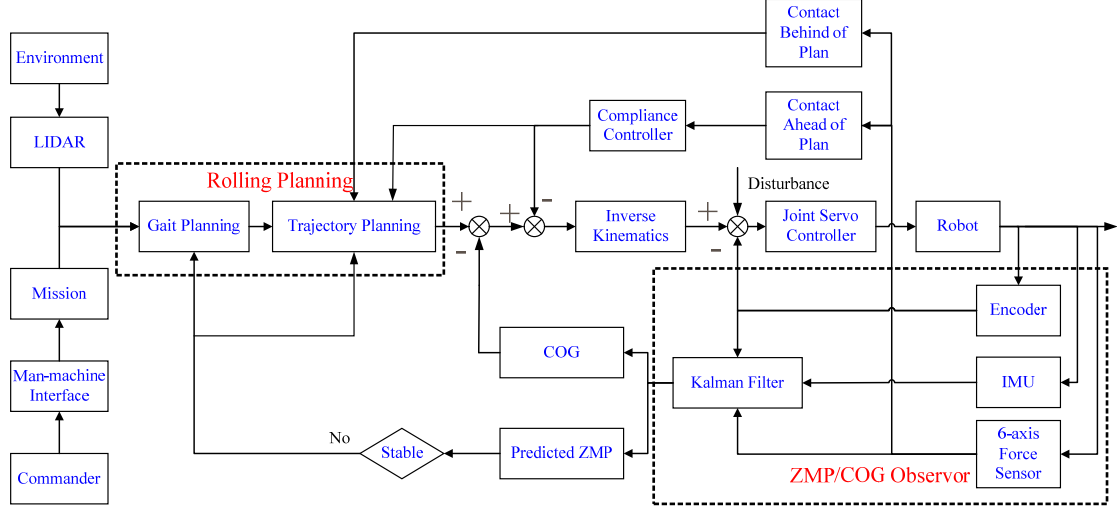 Contact
Behind of
Plan
Environment
Compliance
Controller
Contact
Ahead of
Plan
LIDAR
Rolling Planning
Disturbance
Gait Planning
Trajectory Planning
+
-
+
-
Inverse
Kinematics
+
-
Joint Servo
Controller
Robot
Mission
Encoder
COG
Man-machine
Interface
Kalman Filter
IMU
No
Stable
Predicted ZMP
6-axis
Force
Sensor
Commander
ZMP/COG Observor